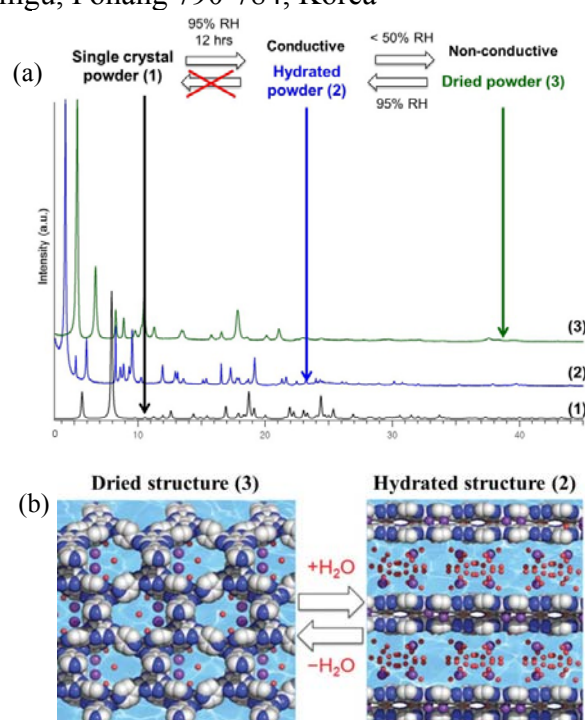 ingu, Pohang 790-784, Korea
(a)
Single crystal
powder (1)
95% RH
12 hrs
Conductive
Hydrated
powder (2)
< 50% RH
95% RH
Non-conductive
Dried powder (3)
Intensity (a.u.)
(3)
(2)
(1)
0 10 20 30 40
(b)
Dried structure (3)
Hydrated structure (2)
+H₂O
−H₂O